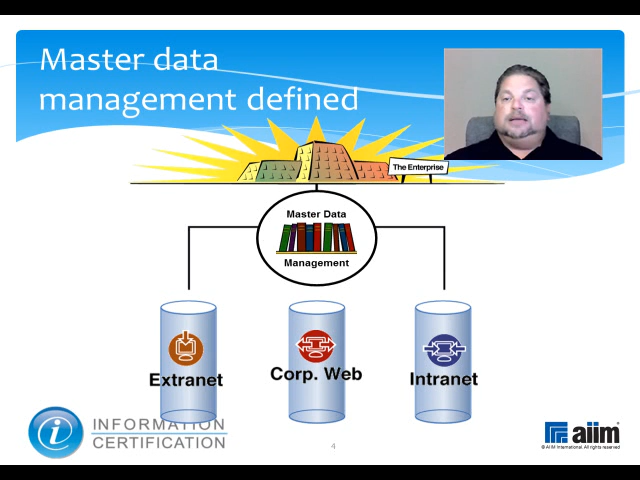 Master data
management defined
The Enterprise
Master Data
Management
Extranet
Corp. Web
Intranet
i
INFORMATION
CERTIFICATION
4
aiim
© AIIM International. All rights reserved